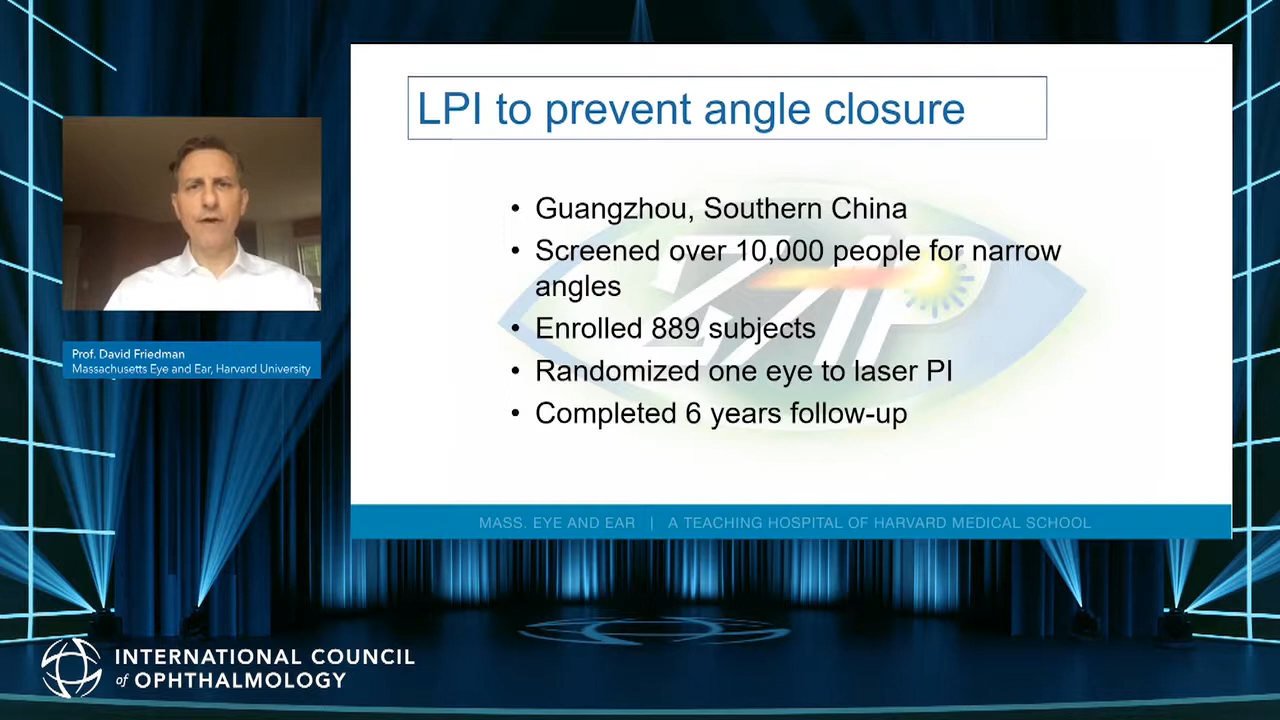 LPI to prevent angle closure
• Guangzhou, Southern China
• Screened over 10,000 people for narrow
angles
• Enrolled 889 subjects
• Randomized one eye to laser PI
• Completed 6 years follow-up
ZAP
Prof. David Friedman
Massachusetts Eye and Ear, Harvard University
MASS. EYE AND EAR | A TEACHING HOSPITAL OF HARVARD MEDICAL SCHOOL
INTERNATIONAL COUNCIL
of OPHTHALMOLOGY